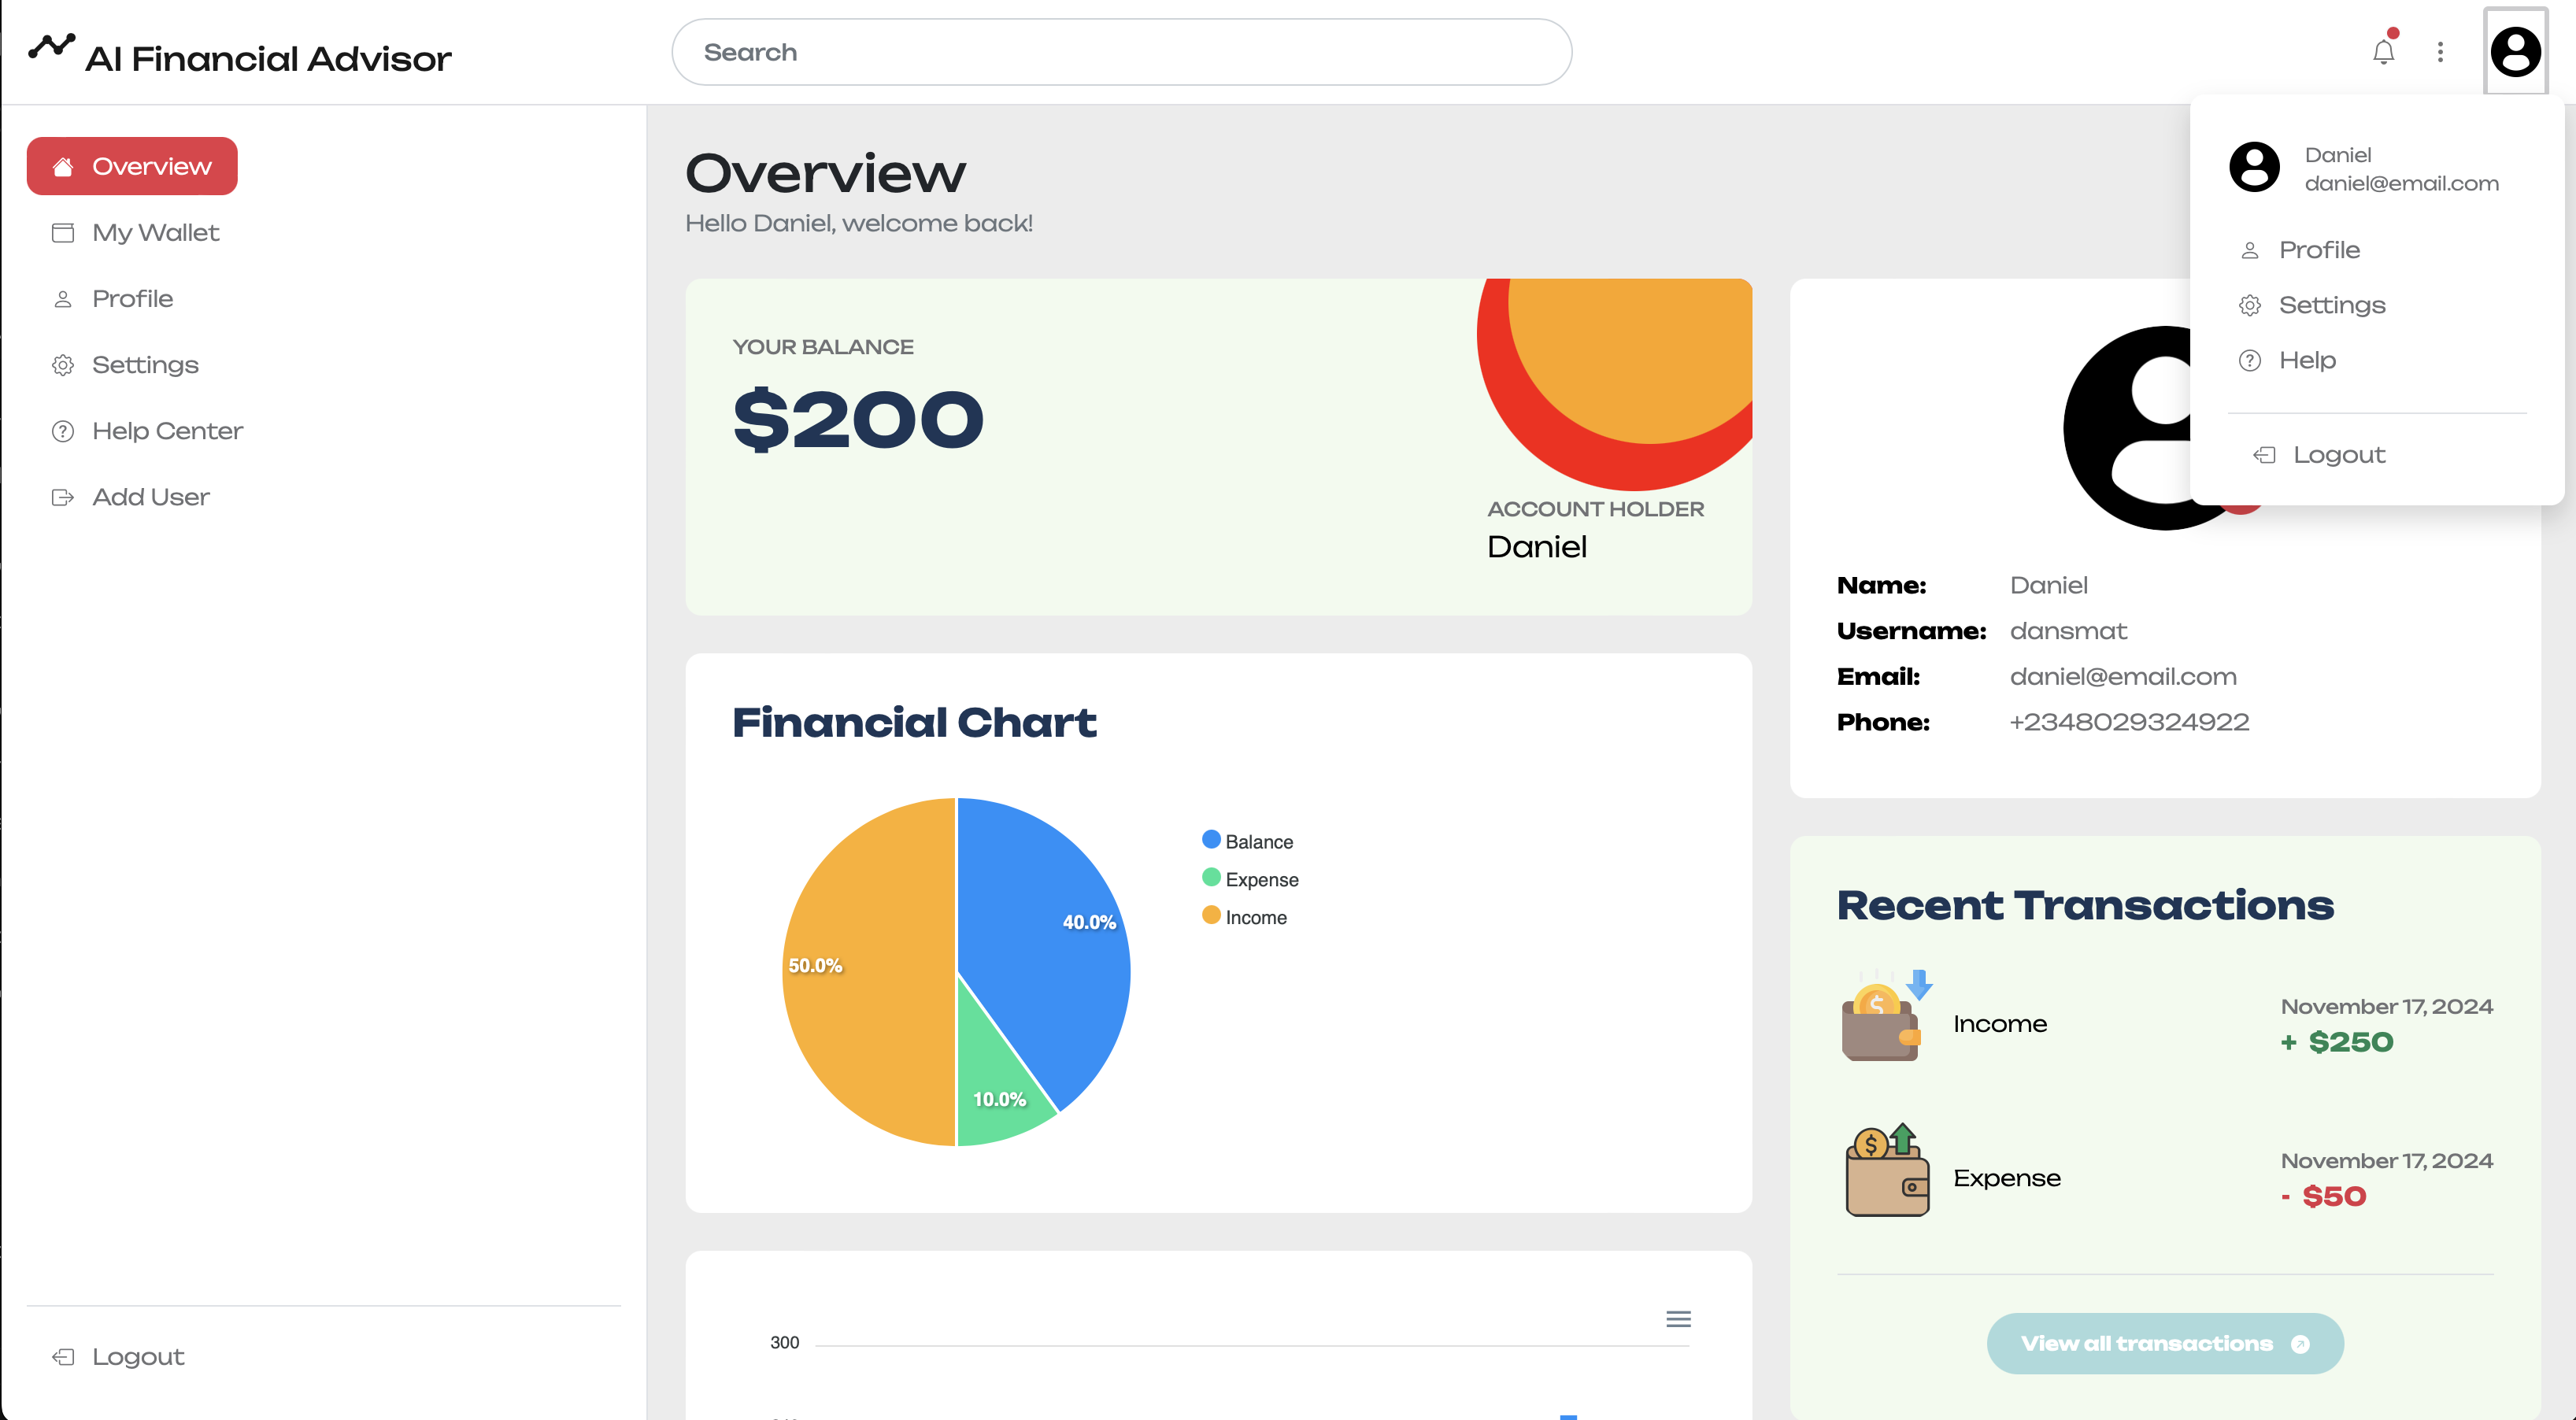 AI Financial Advisor
Search
Overview
My Wallet
Profile
Settings
Help Center
Add User
Logout
Overview
Hello Daniel, welcome back!
YOUR BALANCE
$200
ACCOUNT HOLDER
Daniel
Financial Chart
40.0%
50.0%
10.0%
Balance
Expense
Income
300
Daniel
daniel@email.com
Profile
Settings
Help
Logout
Name: Daniel
Username: dansmat
Email: daniel@email.com
Phone: +2348029324922
Recent Transactions
Income
November 17, 2024
+ $250
Expense
November 17, 2024
- $50
View all transactions